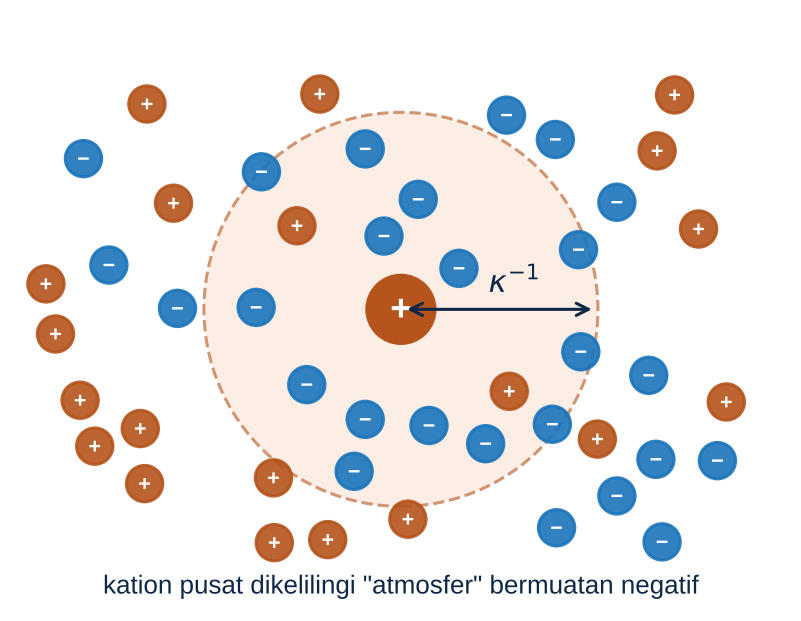 κ⁻¹
kation pusat dikelilingi "atmosfer" bermuatan negatif